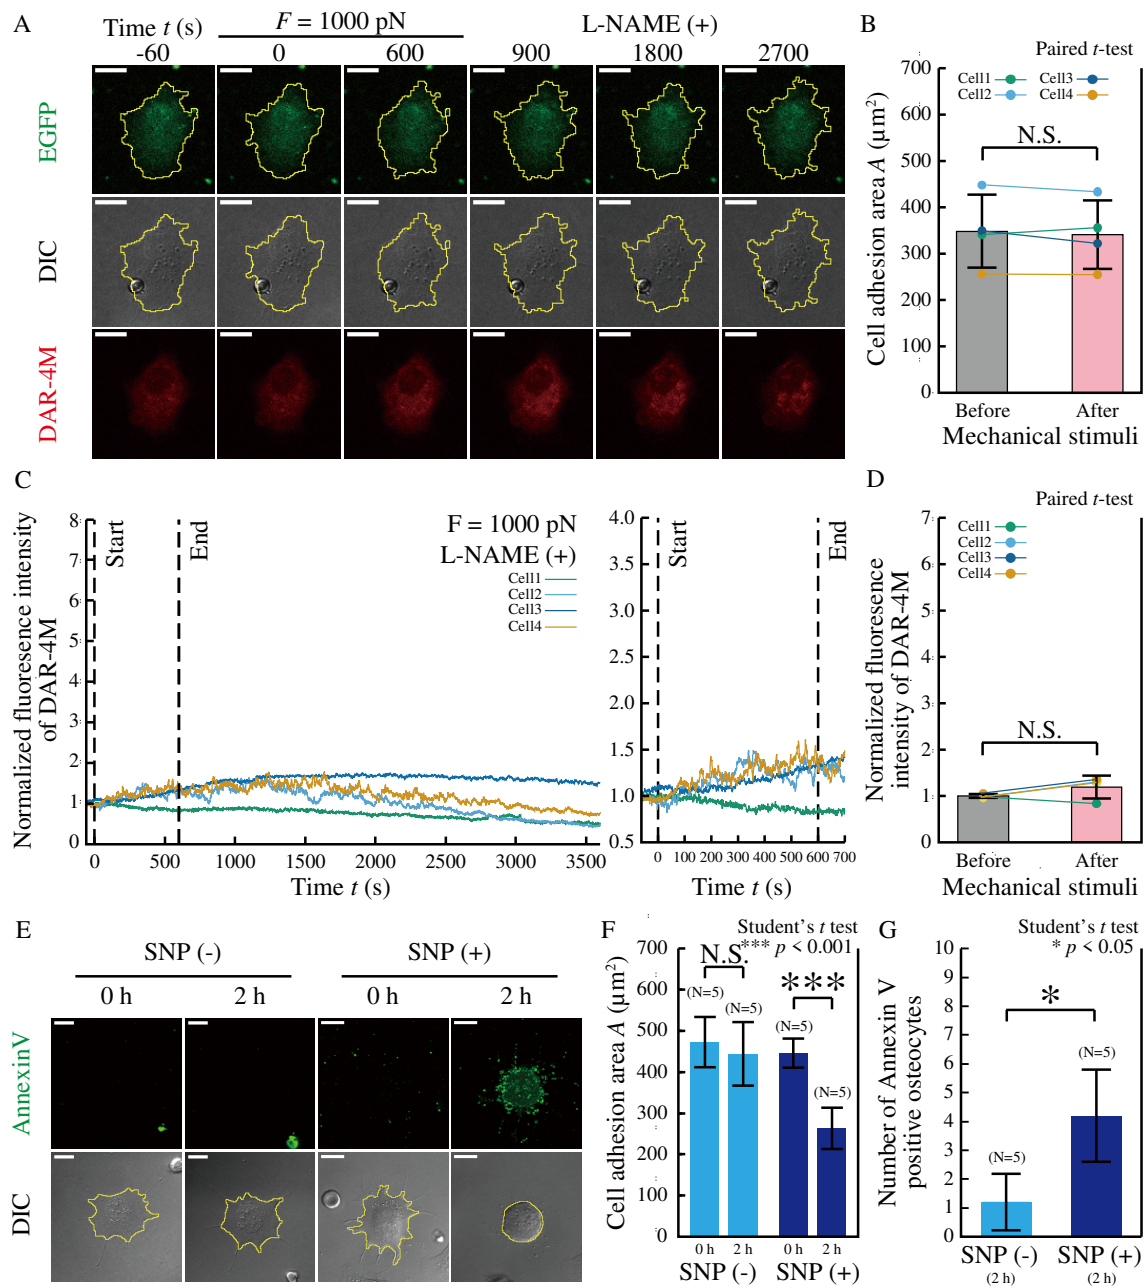 A
Time t (s)
F = 1000 pN
L-NAME (+)
-60
0
600
900
1800
2700
EGFP
DIC
DAR-4M
B
Paired t-test
Cell1
Cell2
Cell3
Cell4
N.S.
Cell adhesion area A (μm²)
700
600
500
400
300
200
100
0
Before
After
Mechanical stimuli
C
Normalized fluorescence intensity
of DAR-4M
8
7
6
5
4
3
2
1
0
Start
End
F = 1000 pN
L-NAME (+)
Cell1
Cell2
Cell3
Cell4
0
500
1000
1500
2000
2500
3000
3500
Time t (s)
4.0
3.5
3.0
2.5
2.0
1.5
1.0
0.5
Start
End
0
100
200
300
400
500
600
700
Time t (s)
D
Paired t-test
Cell1
Cell2
Cell3
Cell4
N.S.
Normalized fluoresence
intensity of DAR-4M
7
6
5
4
3
2
1
0
Before
After
Mechanical stimuli
E
SNP (-)
SNP (+)
0 h
2 h
0 h
2 h
AnnexinV
DIC
F
Student's t test
*** p < 0.001
N.S.
***
(N=5)
(N=5)
(N=5)
(N=5)
Cell adhesion area A (μm²)
700
600
500
400
300
200
100
0
0 h
2 h
0 h
2 h
SNP (-)
SNP (+)
G
Student's t test
* p < 0.05
*
(N=5)
(N=5)
Number of Annexin V
positive osteocytes
10
9
8
7
6
5
4
3
2
1
0
SNP (-)
(2 h)
SNP (+)
(2 h)